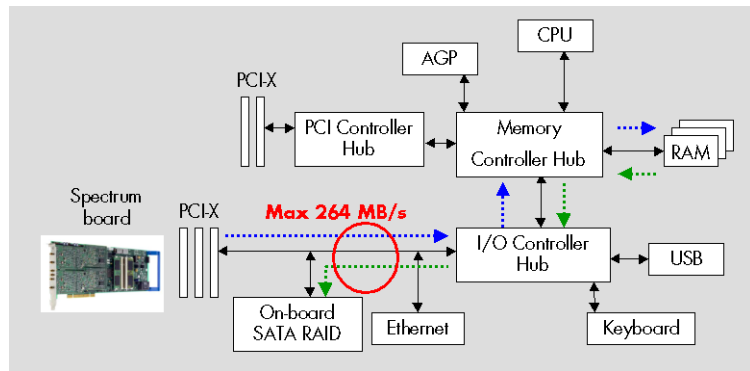 CPU
AGP
PCI-X
PCI Controller
Hub
Memory
Controller Hub
RAM
Spectrum
board
PCI-X
Max 264 MB/s
I/O Controller
Hub
USB
On-board
SATA RAID
Ethernet
Keyboard